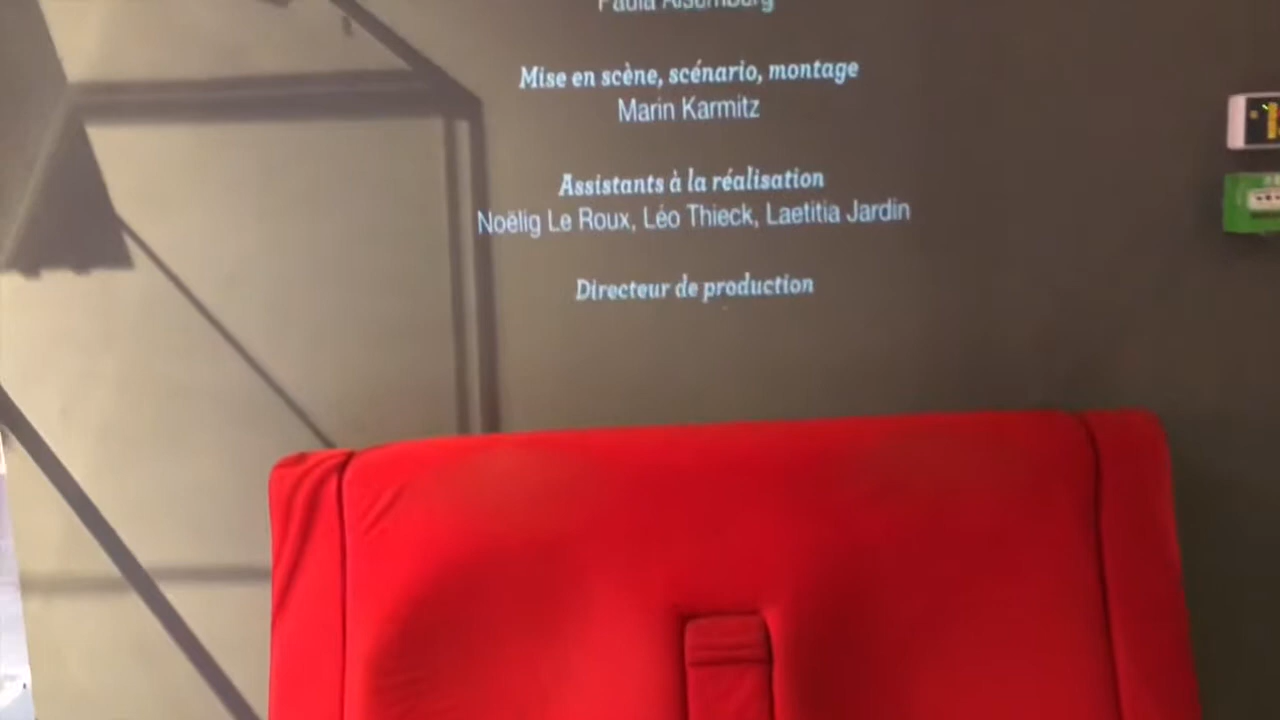 Mise en scène, scénario, montage
Marin Karmitz
Assistants à la réalisation
Noëlig Le Roux, Léo Thieck, Laetitia Jardin
Directeur de production